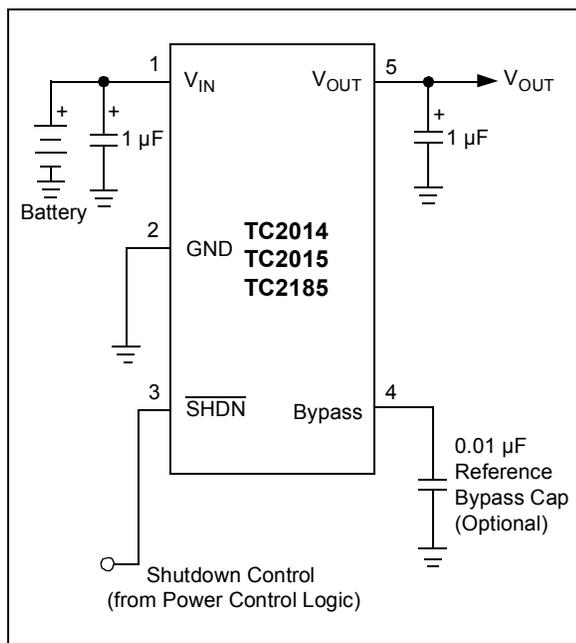 1
V_IN
V_OUT
5
V_OUT
+
+
1 µF
+
1 µF
Battery
2
GND
TC2014
TC2015
TC2185
3
SHDN
Bypass
4
0.01 µF
Reference
Bypass Cap
(Optional)
Shutdown Control
(from Power Control Logic)